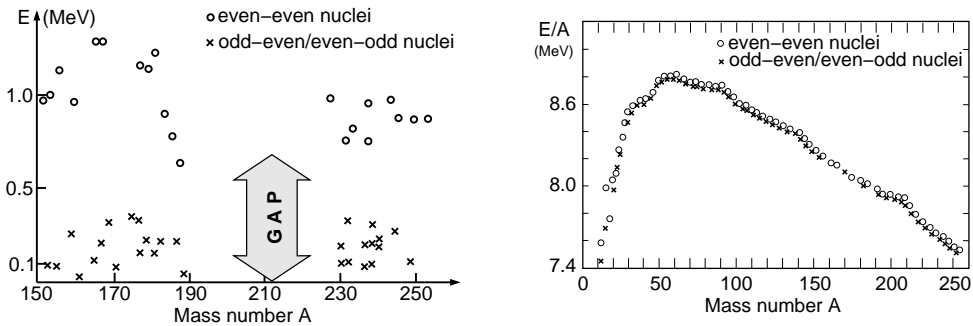 E (MeV)
even−even nuclei
odd−even/even−odd nuclei
1.0
0.5
0.1
GAP
150 170 190 210 230 250
Mass number A
E/A
(MeV)
even−even nuclei
odd−even/even−odd nuclei
8.6
8.0
7.4
0 50 100 150 200 250
Mass number A